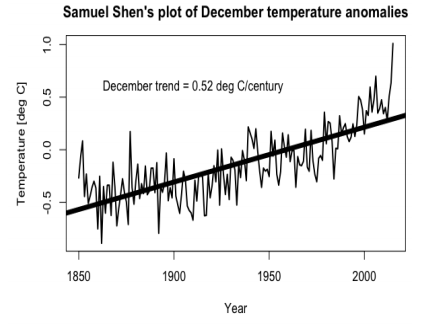 Samuel Shen's plot of December temperature anomalies
December trend = 0.52 deg C/century
Temperature [deg C]
1.0
0.5
0.0
-0.5
1850 1900 1950 2000
Year